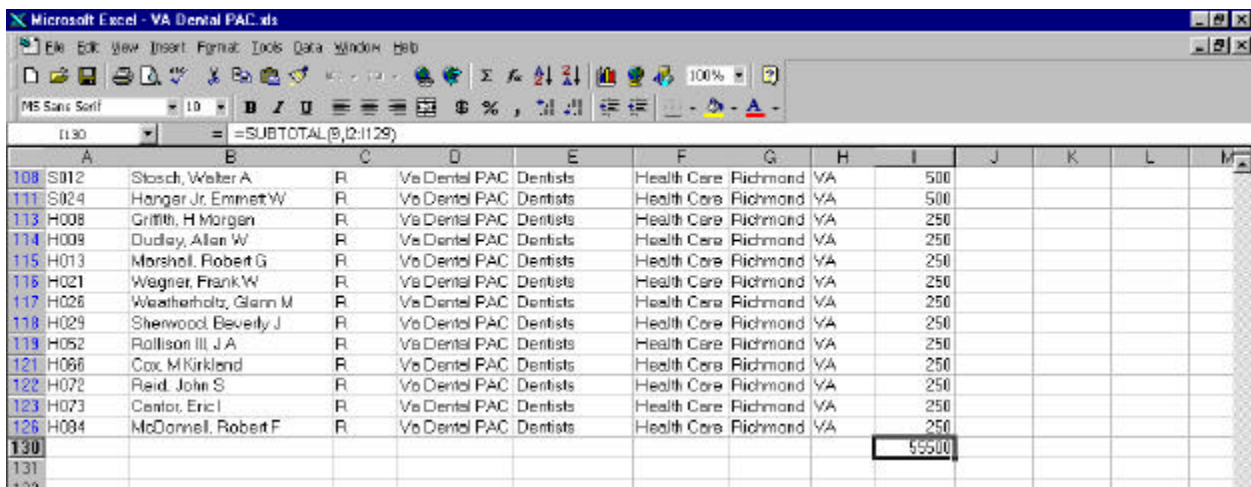 Microsoft Excel - VA Dental PAC.xls
File Edit View Insert Format Tools Data Window Help
100%
MS Sans Serif 10 B I U $ % ,
I130 = =SUBTOTAL(9,I2:I129)
A B C D E F G H I J K L M
108 S012 Stosch, Walter A R Va Dental PAC Dentists Health Care Richmond VA 500
111 S024 Hanger Jr, Emmett W R Va Dental PAC Dentists Health Care Richmond VA 500
113 H008 Griffith, H Morgan R Va Dental PAC Dentists Health Care Richmond VA 250
114 H009 Dudley, Allen W R Va Dental PAC Dentists Health Care Richmond VA 250
115 H013 Marshall, Robert G R Va Dental PAC Dentists Health Care Richmond VA 250
116 H021 Wagner, Frank W R Va Dental PAC Dentists Health Care Richmond VA 250
117 H026 Weatherholtz, Glenn M R Va Dental PAC Dentists Health Care Richmond VA 250
118 H029 Sherwood, Beverly J R Va Dental PAC Dentists Health Care Richmond VA 250
119 H052 Rollison III, J A R Va Dental PAC Dentists Health Care Richmond VA 250
121 H066 Cox, M Kirkland R Va Dental PAC Dentists Health Care Richmond VA 250
122 H072 Reid, John S R Va Dental PAC Dentists Health Care Richmond VA 250
123 H073 Cantor, Eric I R Va Dental PAC Dentists Health Care Richmond VA 250
126 H084 McDonnell, Robert F R Va Dental PAC Dentists Health Care Richmond VA 250
130 55500
131